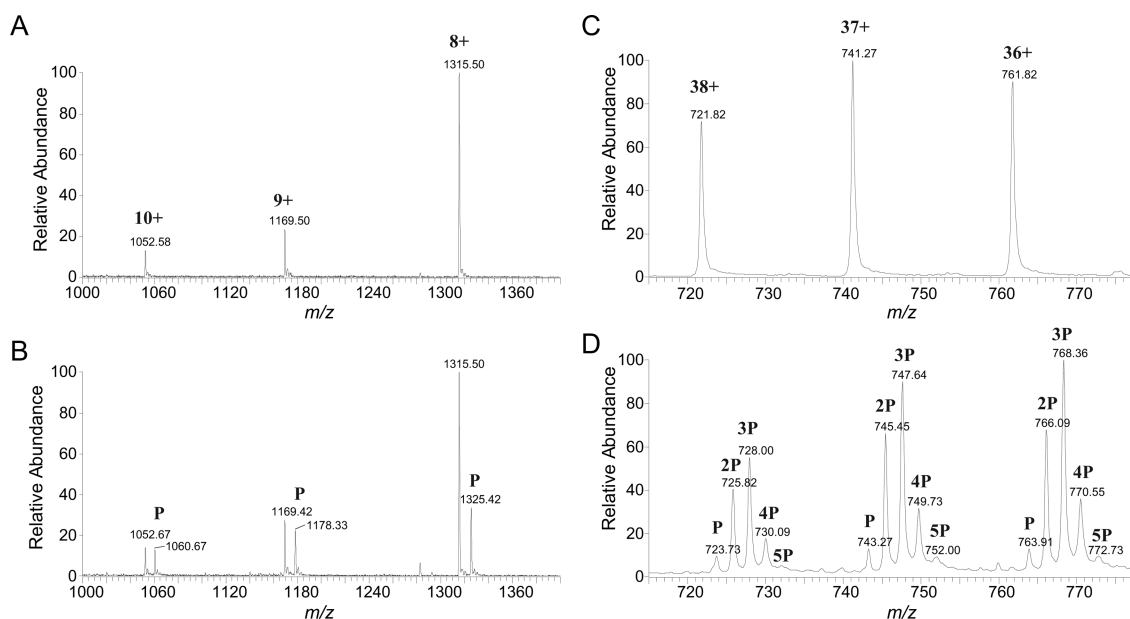 A
8+
1315.50
100
80
60
40
20
0
Relative Abundance
10+
1052.58
9+
1169.50
1000
1060
1120
1180
1240
1300
1360
m/z
B
1315.50
100
80
60
40
20
0
Relative Abundance
P
1052.67
1060.67
P
1169.42
1178.33
P
1325.42
1000
1060
1120
1180
1240
1300
1360
m/z
C
37+
741.27
36+
761.82
38+
721.82
100
80
60
40
20
0
Relative Abundance
720
730
740
750
760
770
m/z
D
3P
768.36
3P
747.64
2P
745.45
2P
766.09
3P
728.00
2P
725.82
4P
749.73
4P
770.55
4P
730.09
P
723.73
5P
P
743.27
5P
752.00
P
763.91
5P
772.73
100
80
60
40
20
0
Relative Abundance
720
730
740
750
760
770
m/z